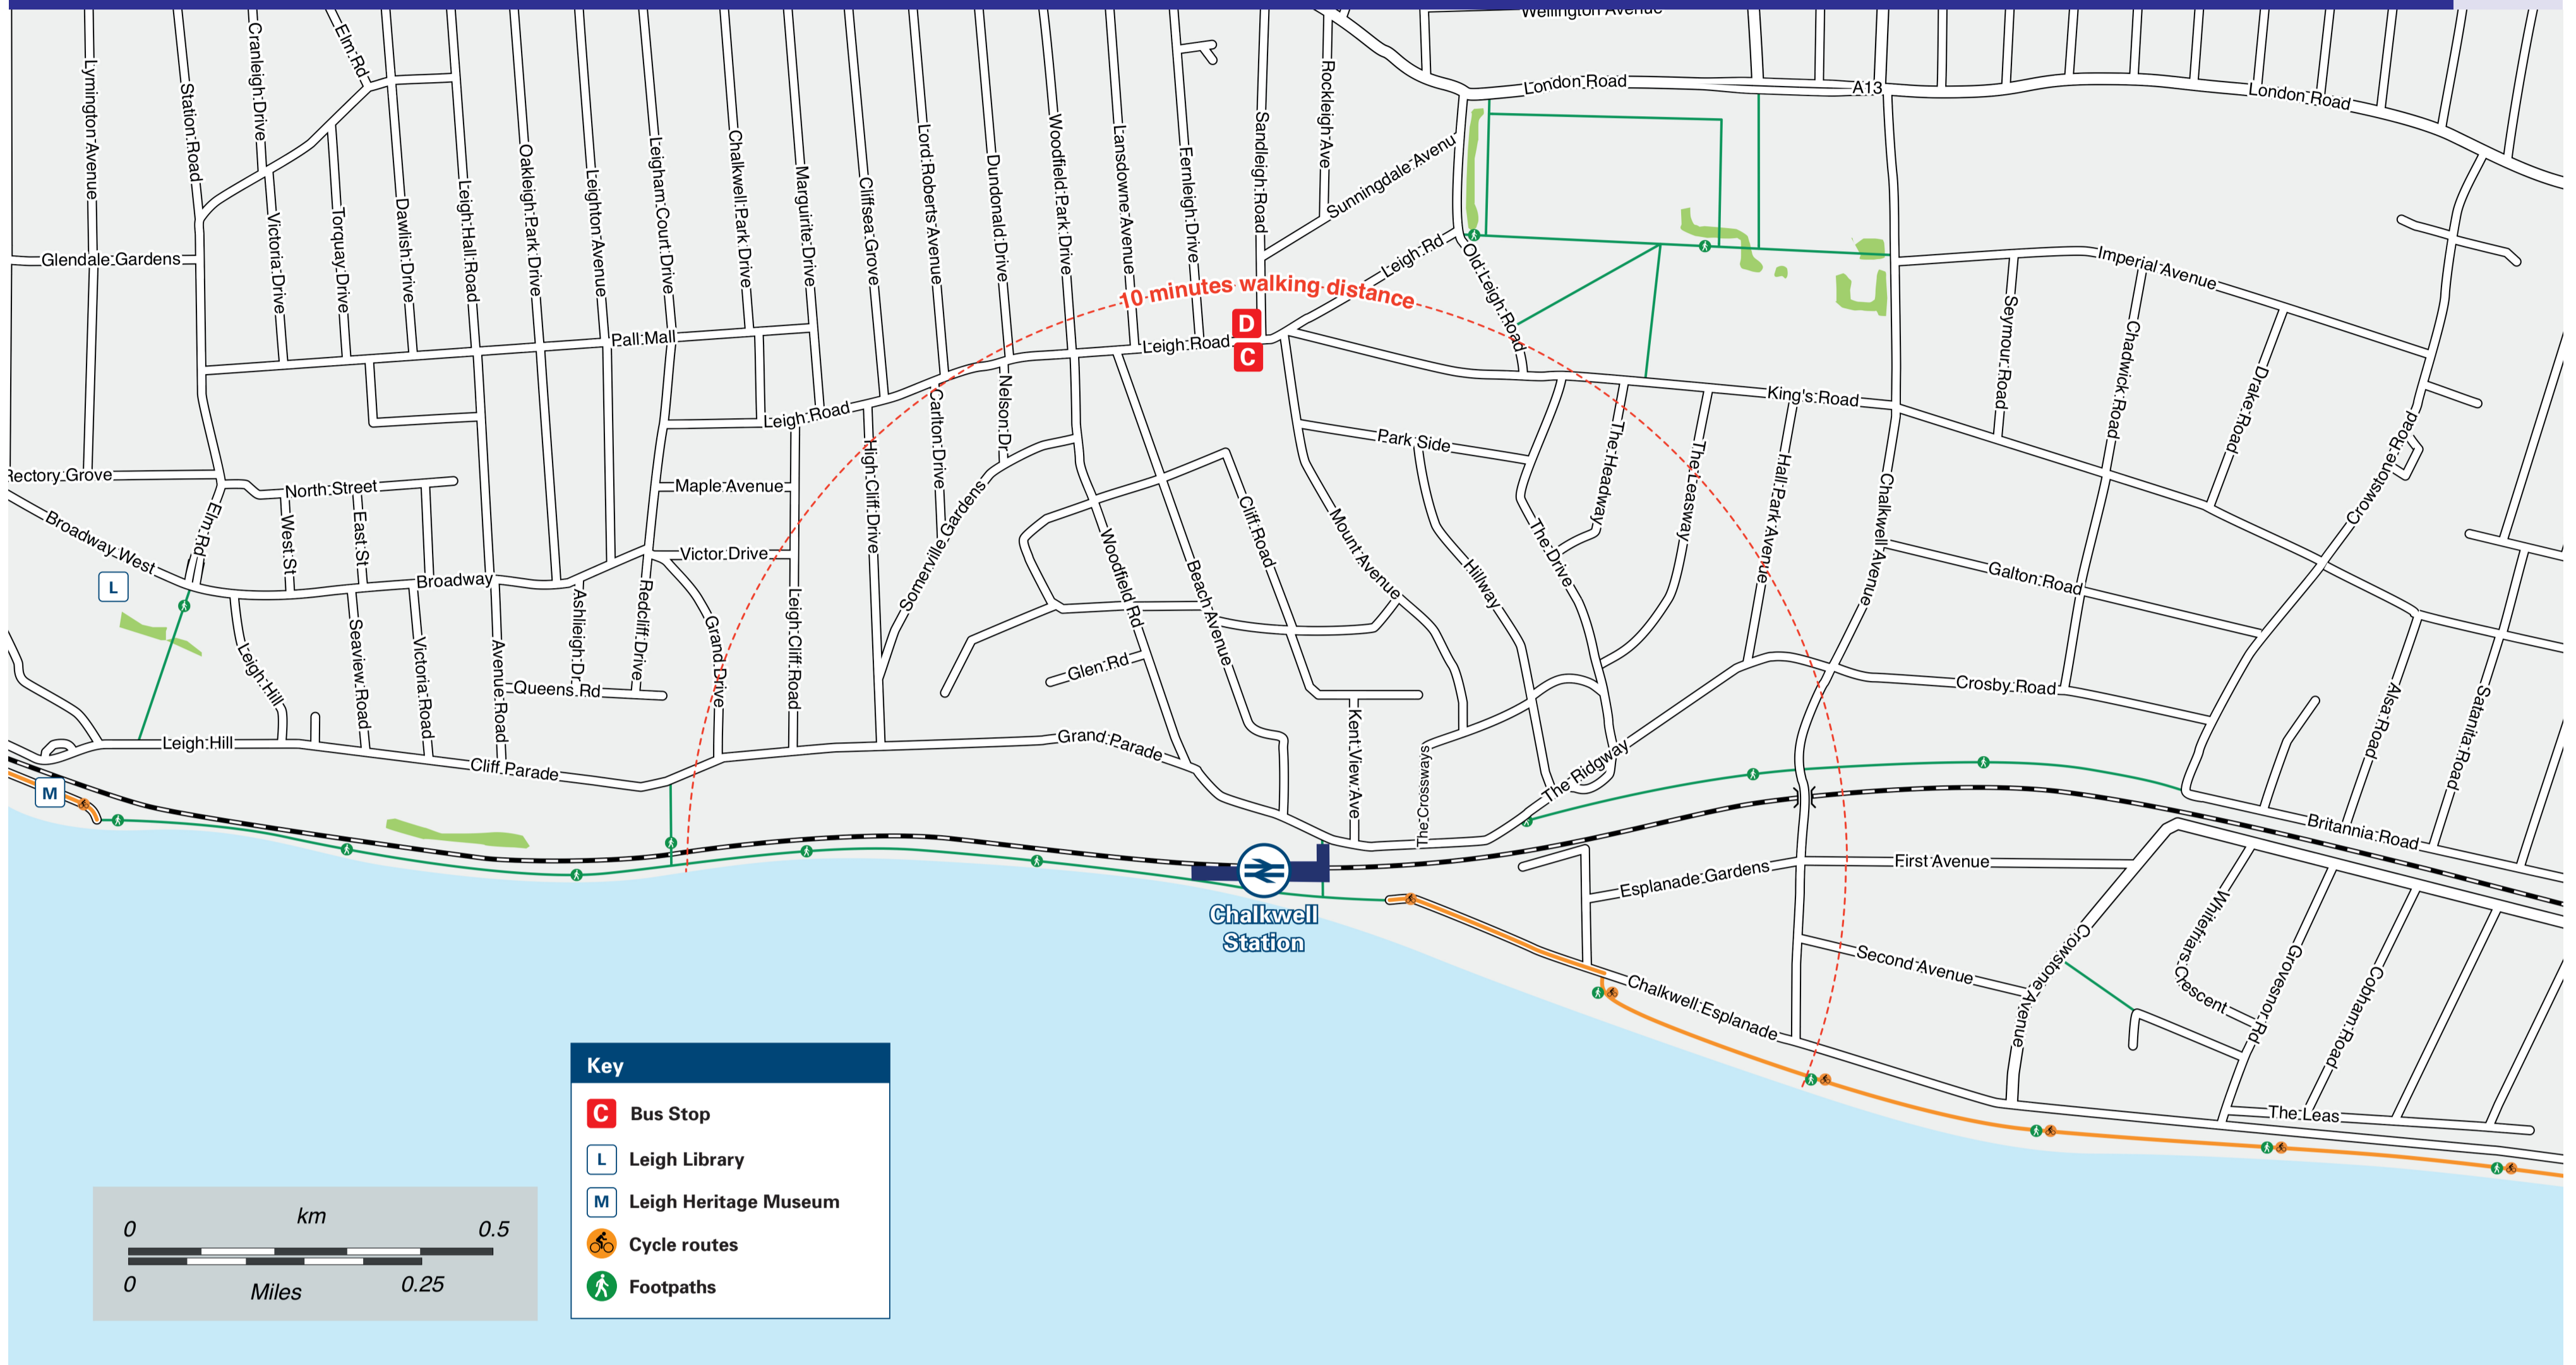 Wellington Avenue
Lymington Avenue
Station Road
Cranleigh Drive
Elm Rd
London Road
A13
London Road
Glendale Gardens
Victoria Drive
Torquay Drive
Dawlish Drive
Leigh Hall Road
Oakleigh Park Drive
Leighton Avenue
Leigham Court Drive
Chalkwell Park Drive
Marguirite Drive
Cliffsea Grove
Lord Roberts Avenue
Dundonald Drive
Woodfield Park Drive
Lansdowne Avenue
Fernleigh Drive
Sandleigh Road
Rockleigh Ave
Sunningdale Avenu
Leigh Rd
Old Leigh Road
Imperial Avenue
10 minutes walking distance
D
C
Leigh Road
Pall Mall
Leigh Road
Seymour Road
Chadwick Road
Drake Road
Crowstone Road
King's Road
Rectory Grove
North Street
Maple Avenue
Victor Drive
High Cliff Drive
Carlton Drive
Nelson Dr
Somerville Gardens
Park Side
The Headway
The Leasway
Hall Park Avenue
Chalkwell Avenue
Cliff Road
Mount Avenue
Hillway
The Drive
Galton Road
Broadway West
Elm Rd
West St
East St
Broadway
L
Leigh Hill
Seaview Road
Victoria Road
Avenue Road
Ashleigh Dr
Redcliff Drive
Queens Rd
Grand Drive
Leigh Cliff Road
Woodfield Rd
Beach Avenue
Glen Rd
Kent View Ave
The Crossways
The Ridgway
Crosby Road
Alsa Road
Satanita Road
Leigh Hill
Cliff Parade
Grand Parade
M
Britannia Road
Chalkwell
Station
Esplanade Gardens
First Avenue
Second Avenue
Crowstone Avenue
Whitefriars Crescent
Grovesnor Rd
Cobham Road
Chalkwell Esplanade
The Leas
Key
C Bus Stop
L Leigh Library
M Leigh Heritage Museum
Cycle routes
Footpaths
km
0 0.5
0 0.25
Miles